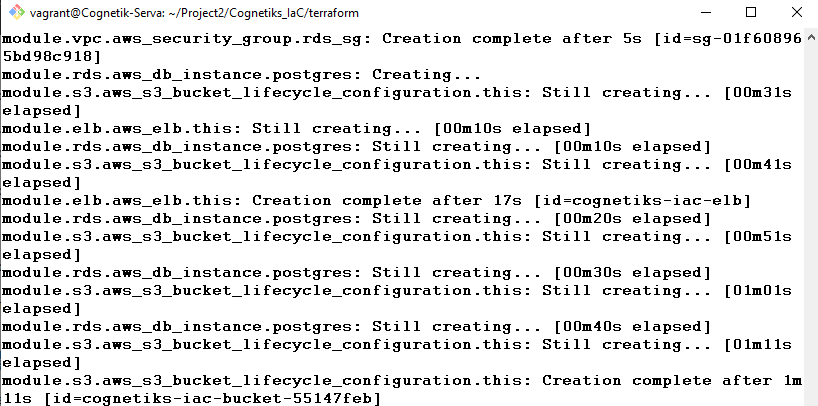 vagrant@Cognetik-Serva: ~/Project2/Cognetiks_IaC/terraform
module.vpc.aws_security_group.rds_sg: Creation complete after 5s [id=sg-01f60896
5bd98c918]
module.rds.aws_db_instance.postgres: Creating...
module.s3.aws_s3_bucket_lifecycle_configuration.this: Still creating... [00m31s
elapsed]
module.elb.aws_elb.this: Still creating... [00m10s elapsed]
module.rds.aws_db_instance.postgres: Still creating... [00m10s elapsed]
module.s3.aws_s3_bucket_lifecycle_configuration.this: Still creating... [00m41s
elapsed]
module.elb.aws_elb.this: Creation complete after 17s [id=cognetiks-iac-elb]
module.rds.aws_db_instance.postgres: Still creating... [00m20s elapsed]
module.s3.aws_s3_bucket_lifecycle_configuration.this: Still creating... [00m51s
elapsed]
module.rds.aws_db_instance.postgres: Still creating... [00m30s elapsed]
module.s3.aws_s3_bucket_lifecycle_configuration.this: Still creating... [01m01s
elapsed]
module.rds.aws_db_instance.postgres: Still creating... [00m40s elapsed]
module.s3.aws_s3_bucket_lifecycle_configuration.this: Still creating... [01m11s
elapsed]
module.s3.aws_s3_bucket_lifecycle_configuration.this: Creation complete after 1m
11s [id=cognetiks-iac-bucket-55147feb]